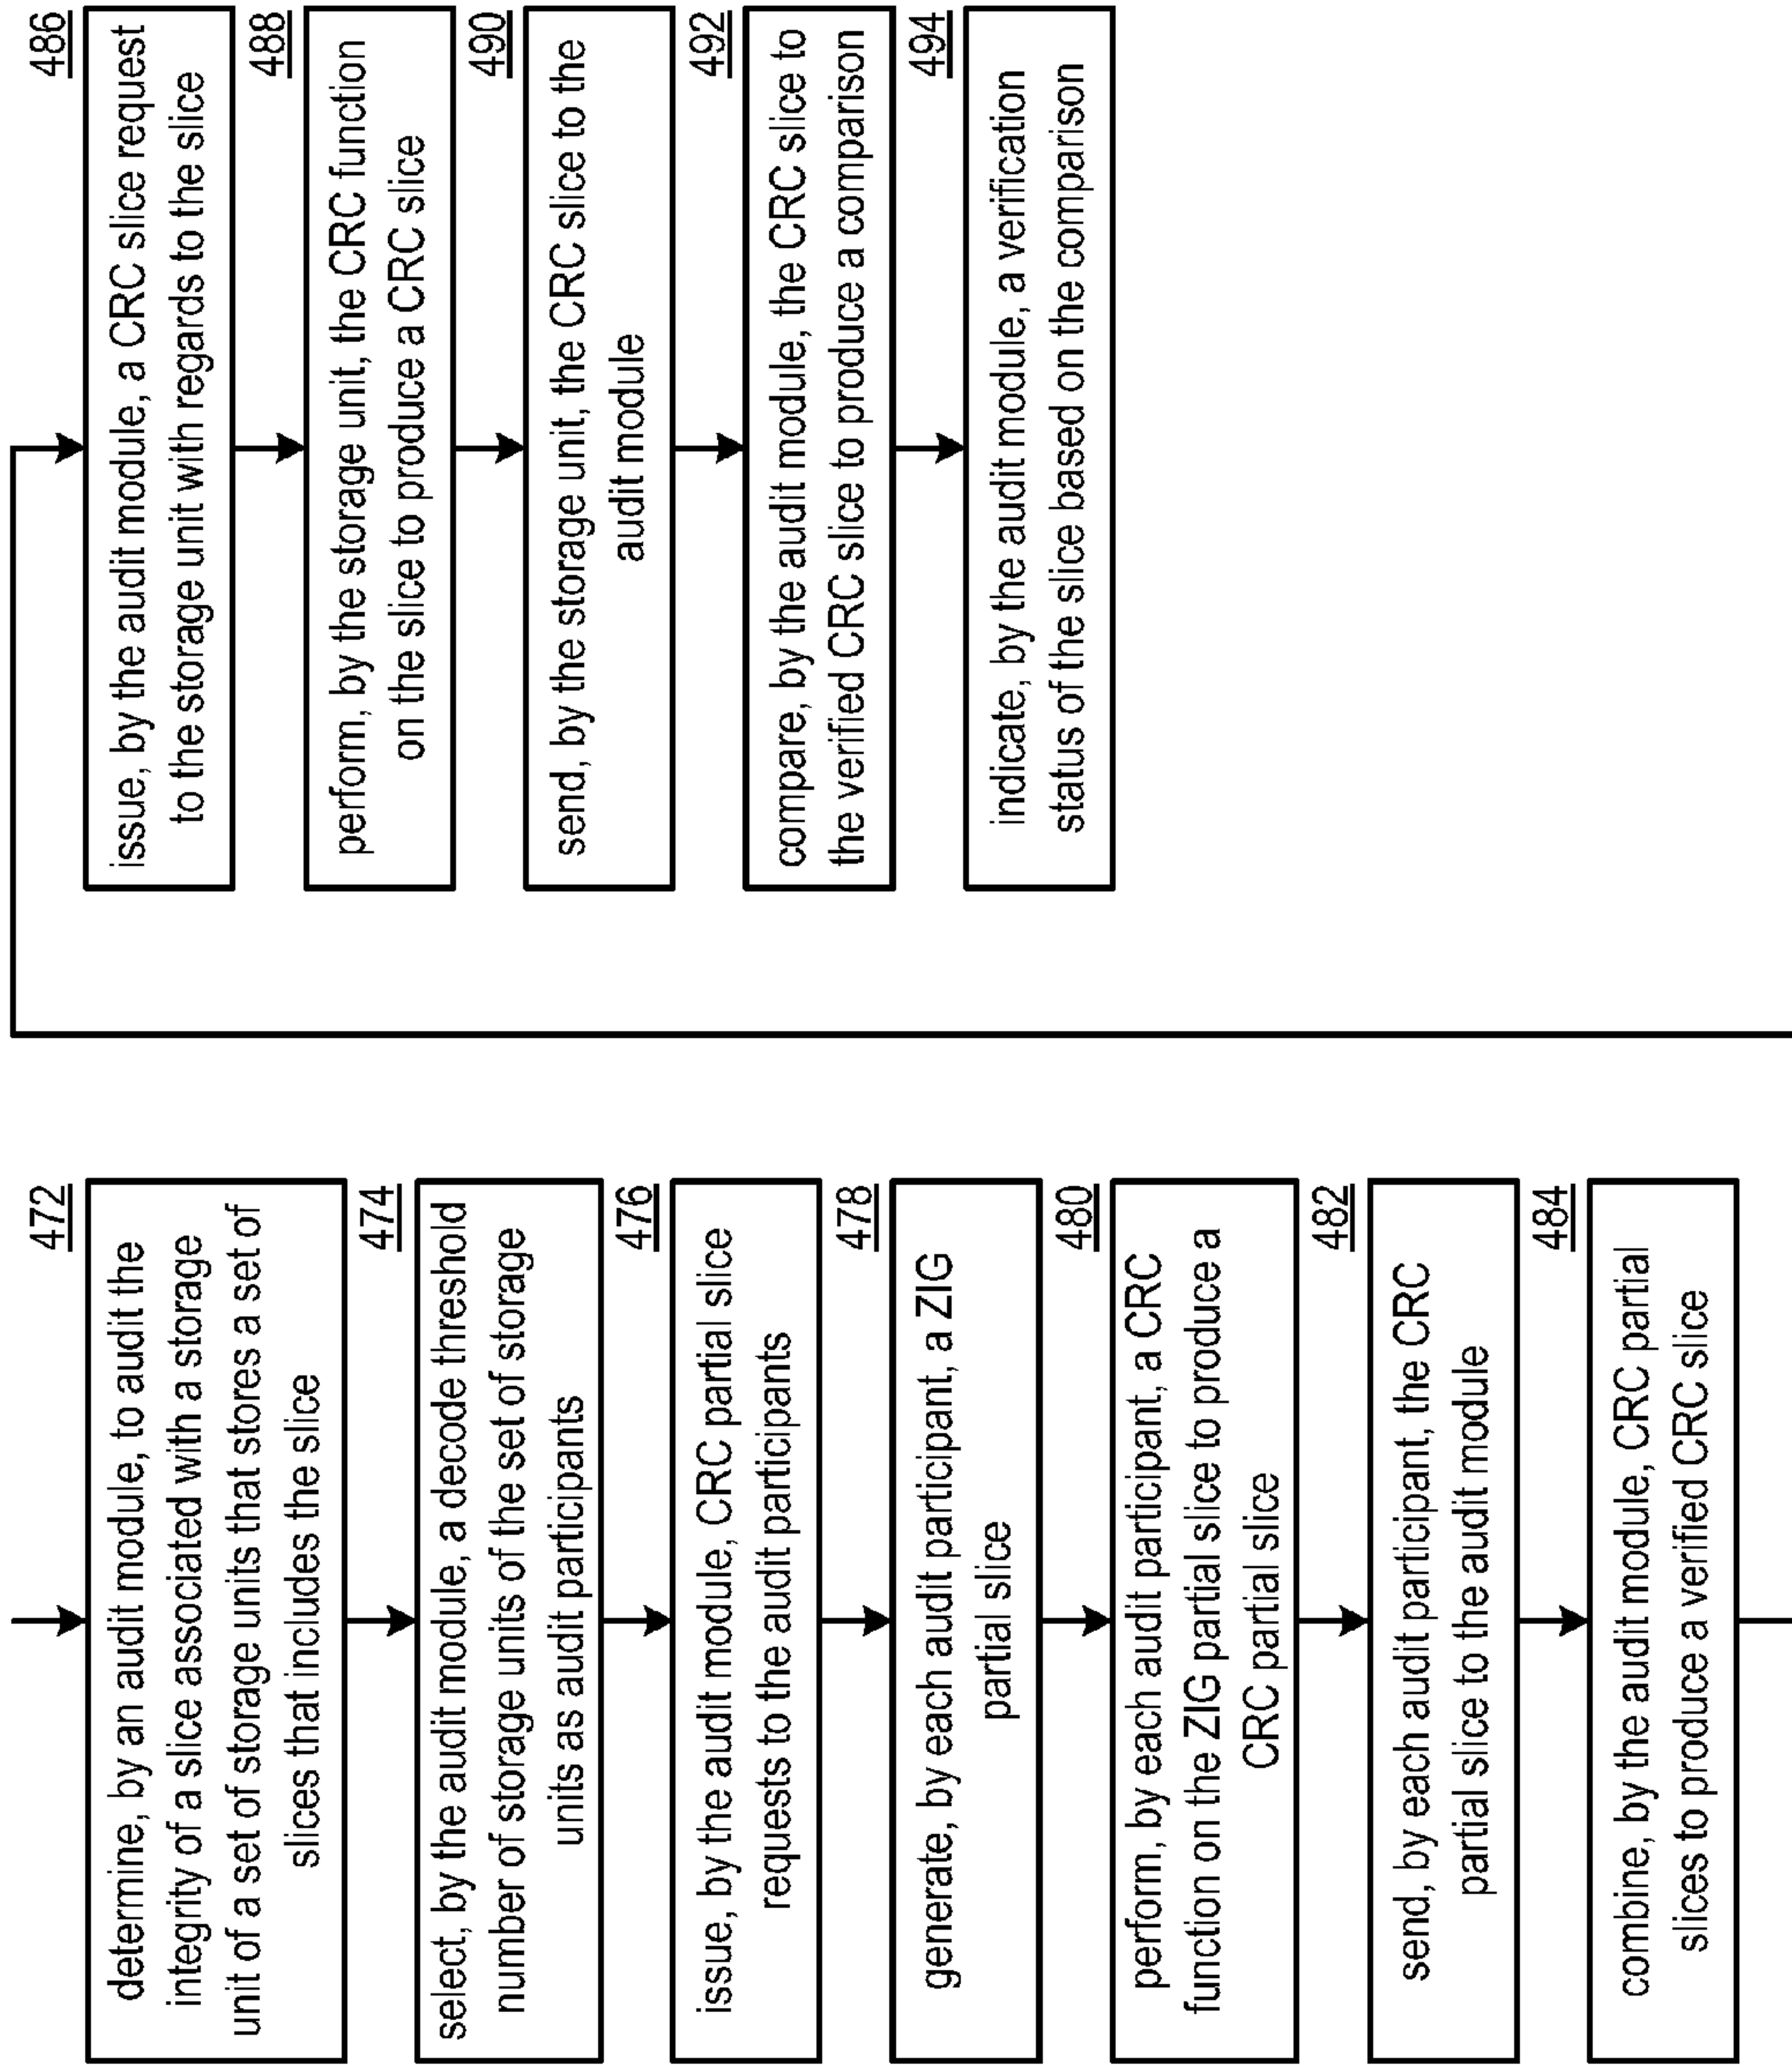 472
determine, by an audit module, to audit the
integrity of a slice associated with a storage
unit of a set of storage units that stores a set of
slices that includes the slice
474
select, by the audit module, a decode threshold
number of storage units of the set of storage
units as audit participants
476
issue, by the audit module, CRC partial slice
requests to the audit participants
478
generate, by each audit participant, a ZIG
partial slice
480
perform, by each audit participant, a CRC
function on the ZIG partial slice to produce a
CRC partial slice
482
send, by each audit participant, the CRC
partial slice to the audit module
484
combine, by the audit module, CRC partial
slices to produce a verified CRC slice
486
issue, by the audit module, a CRC slice request
to the storage unit with regards to the slice
488
perform, by the storage unit, the CRC function
on the slice to produce a CRC slice
490
send, by the storage unit, the CRC slice to the
audit module
492
compare, by the audit module, the CRC slice to
the verified CRC slice to produce a comparison
494
indicate, by the audit module, a verification
status of the slice based on the comparison